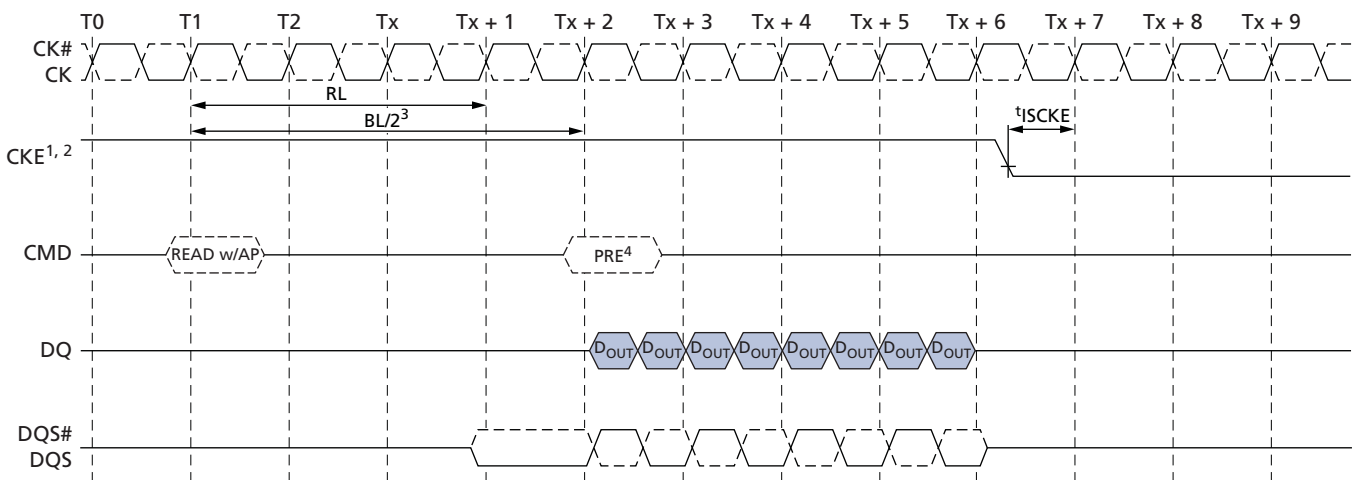 T0 T1 T2 Tx Tx + 1 Tx + 2 Tx + 3 Tx + 4 Tx + 5 Tx + 6 Tx + 7 Tx + 8 Tx + 9
CK#
CK
RL
BL/2³
tISCKE
CKE1, 2
CMD
READ w/AP
PRE⁴
DQ
DOUT DOUT DOUT DOUT DOUT DOUT DOUT DOUT
DQS#
DQS